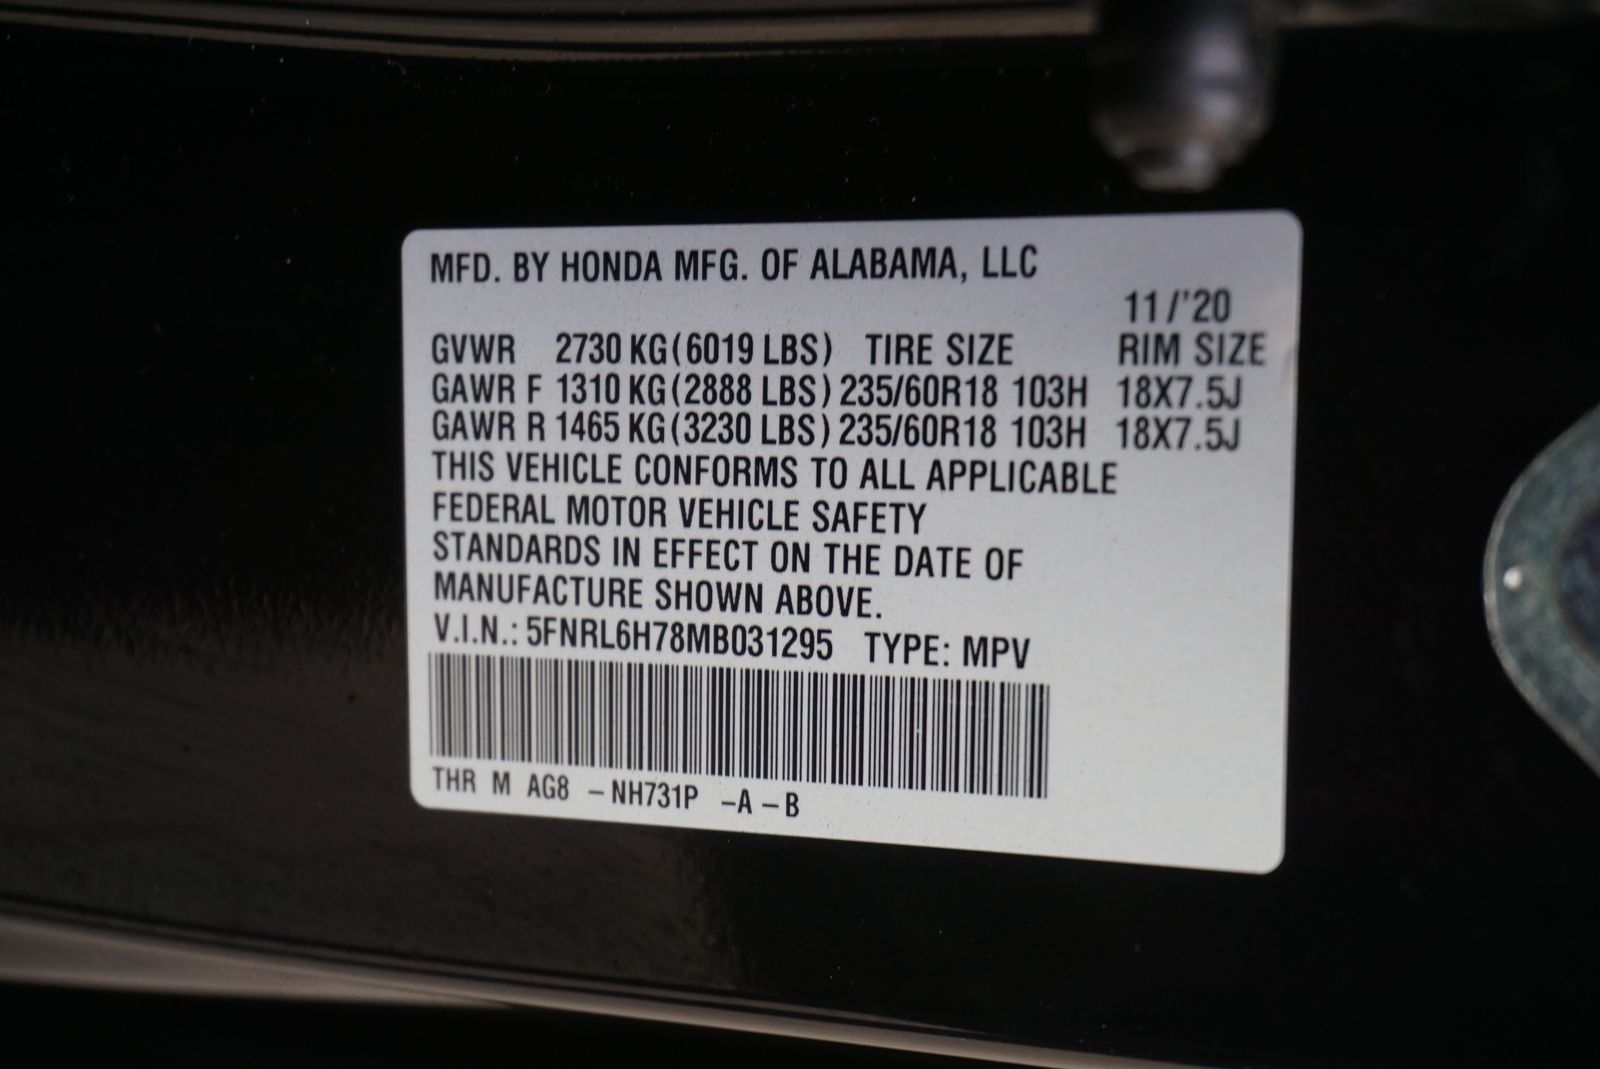 MFD. BY HONDA MFG. OF ALABAMA, LLC
11/'20
GVWR 2730 KG(6019 LBS) TIRE SIZE RIM SIZE
GAWR F 1310 KG(2888 LBS) 235/60R18 103H 18X7.5J
GAWR R 1465 KG(3230 LBS) 235/60R18 103H 18X7.5J
THIS VEHICLE CONFORMS TO ALL APPLICABLE
FEDERAL MOTOR VEHICLE SAFETY
STANDARDS IN EFFECT ON THE DATE OF
MANUFACTURE SHOWN ABOVE.
V.I.N.: 5FNRL6H78MB031295 TYPE: MPV
THR M AG8 –NH731P –A–B